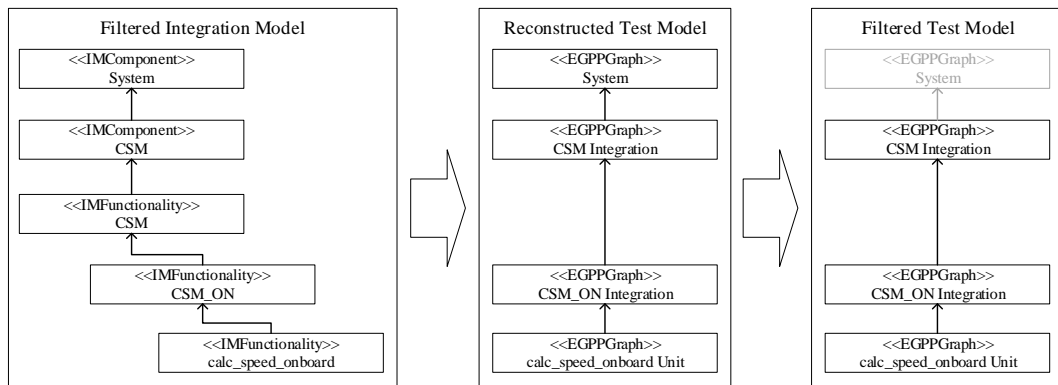 Filtered Integration Model
<<IMComponent>>
System
<<IMComponent>>
CSM
<<IMFunctionality>>
CSM
<<IMFunctionality>>
CSM_ON
<<IMFunctionality>>
calc_speed_onboard
Reconstructed Test Model
<<EGPPGraph>>
System
<<EGPPGraph>>
CSM Integration
<<EGPPGraph>>
CSM_ON Integration
<<EGPPGraph>>
calc_speed_onboard Unit
Filtered Test Model
<<EGPPGraph>>
System
<<EGPPGraph>>
CSM Integration
<<EGPPGraph>>
CSM_ON Integration
<<EGPPGraph>>
calc_speed_onboard Unit